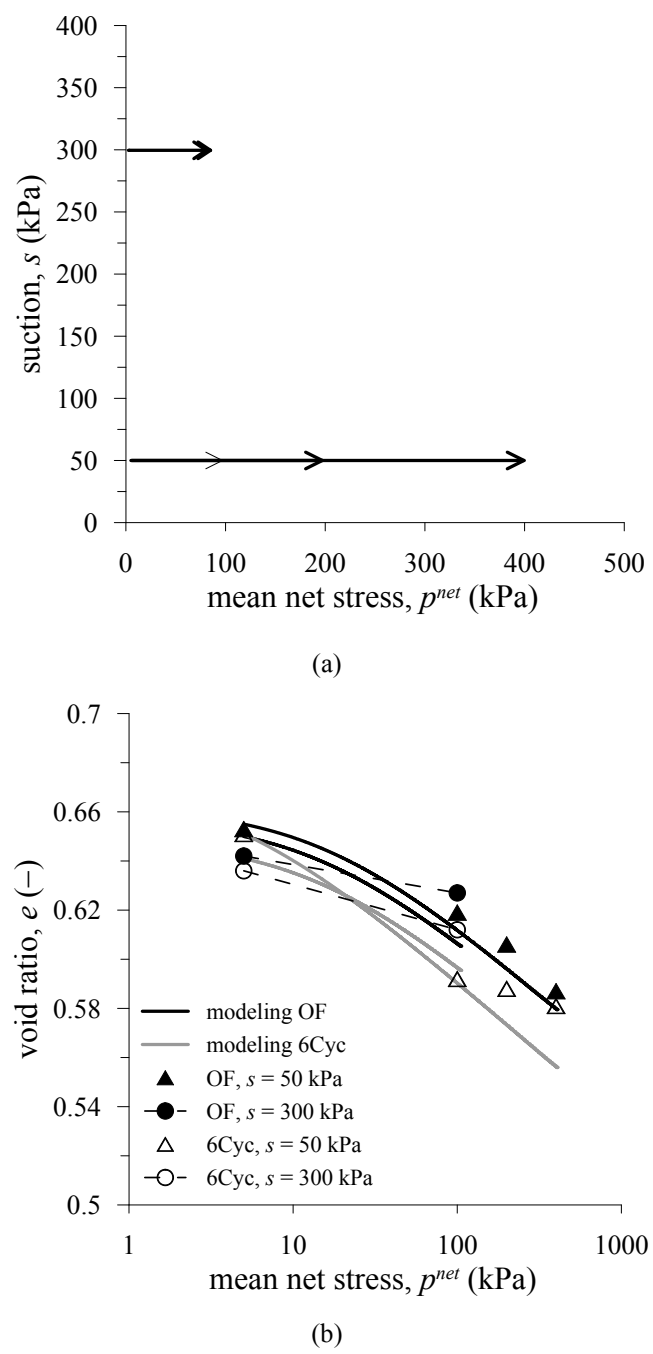 400
350
300
250
200
150
100
50
0
suction, s (kPa)
0 100 200 300 400 500
mean net stress, p^net (kPa)
(a)
0.7
0.66
0.62
0.58
0.54
0.5
void ratio, e (–)
modeling OF
modeling 6Cyc
OF, s = 50 kPa
OF, s = 300 kPa
6Cyc, s = 50 kPa
6Cyc, s = 300 kPa
1 10 100 1000
mean net stress, p^net (kPa)
(b)